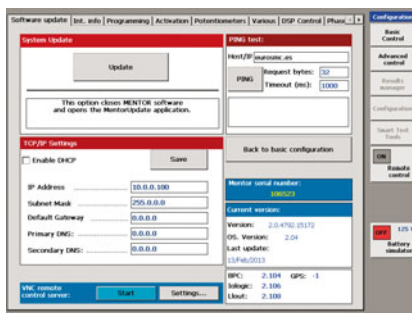 Software update | Int. info | Programming | Activation | Potentiometers | Various | DSP Control | Phase
System Update
Update
This option closes MENTOR software
and opens the MentorUpdate application.
TCP/IP Settings
Enable DHCP
Save
IP Address 10.0.0.100
Subnet Mask 255.0.0.0
Default Gateway 0.0.0.0
Primary DNS: 0.0.0.0
Secondary DNS: 0.0.0.0
VNC remote
control server:
Start
Settings...
PING test:
Host/IP eurosmc.es
PING
Request bytes: 32
Timeout (ms): 1000
Back to basic configuration
Mentor serial number:
106523
Current version:
Version: 2.0.4792.15172
OS. Version: 2.04
Last update:
13/Feb/2013
BPC: 2.104 GPS: -1
Iologic: 2.106
LIout: 2.108
Configuration
Basic
Control
Advanced
control
Results
manager
Configuration
Smart Test
Tools
ON
Remote
control
OFF 125
Battery
simulator